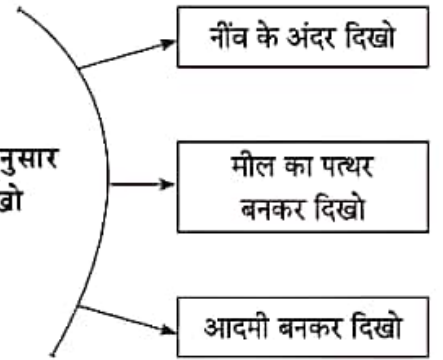 नींव के अंदर दिखो
नुसार
मील का पत्थर
बनकर दिखो
आदमी बनकर दिखो